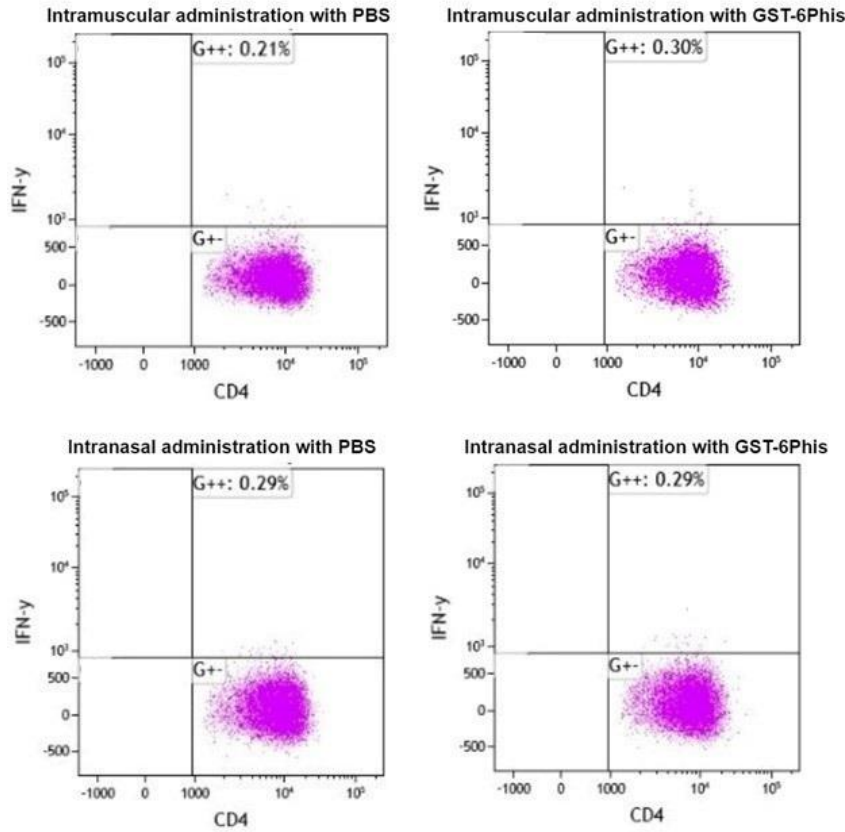 Intramuscular administration with PBS
G++: 0.21%
10⁵
10⁴
10³
500
0
-500
IFN-y
G+-
-1000 0 1000 10⁴ 10⁵
CD4
Intramuscular administration with GST-6Phis
G++: 0.30%
10⁵
10⁴
10³
500
0
-500
IFN-y
G+-
-1000 0 1000 10⁴ 10⁵
CD4
Intranasal administration with PBS
G++: 0.29%
10⁵
10⁴
10³
500
0
-500
IFN-y
G+-
-1000 0 1000 10⁴ 10⁵
CD4
Intranasal administration with GST-6Phis
G++: 0.29%
10⁵
10⁴
10³
500
0
-500
IFN-y
G+-
-1000 0 1000 10⁴ 10⁵
CD4